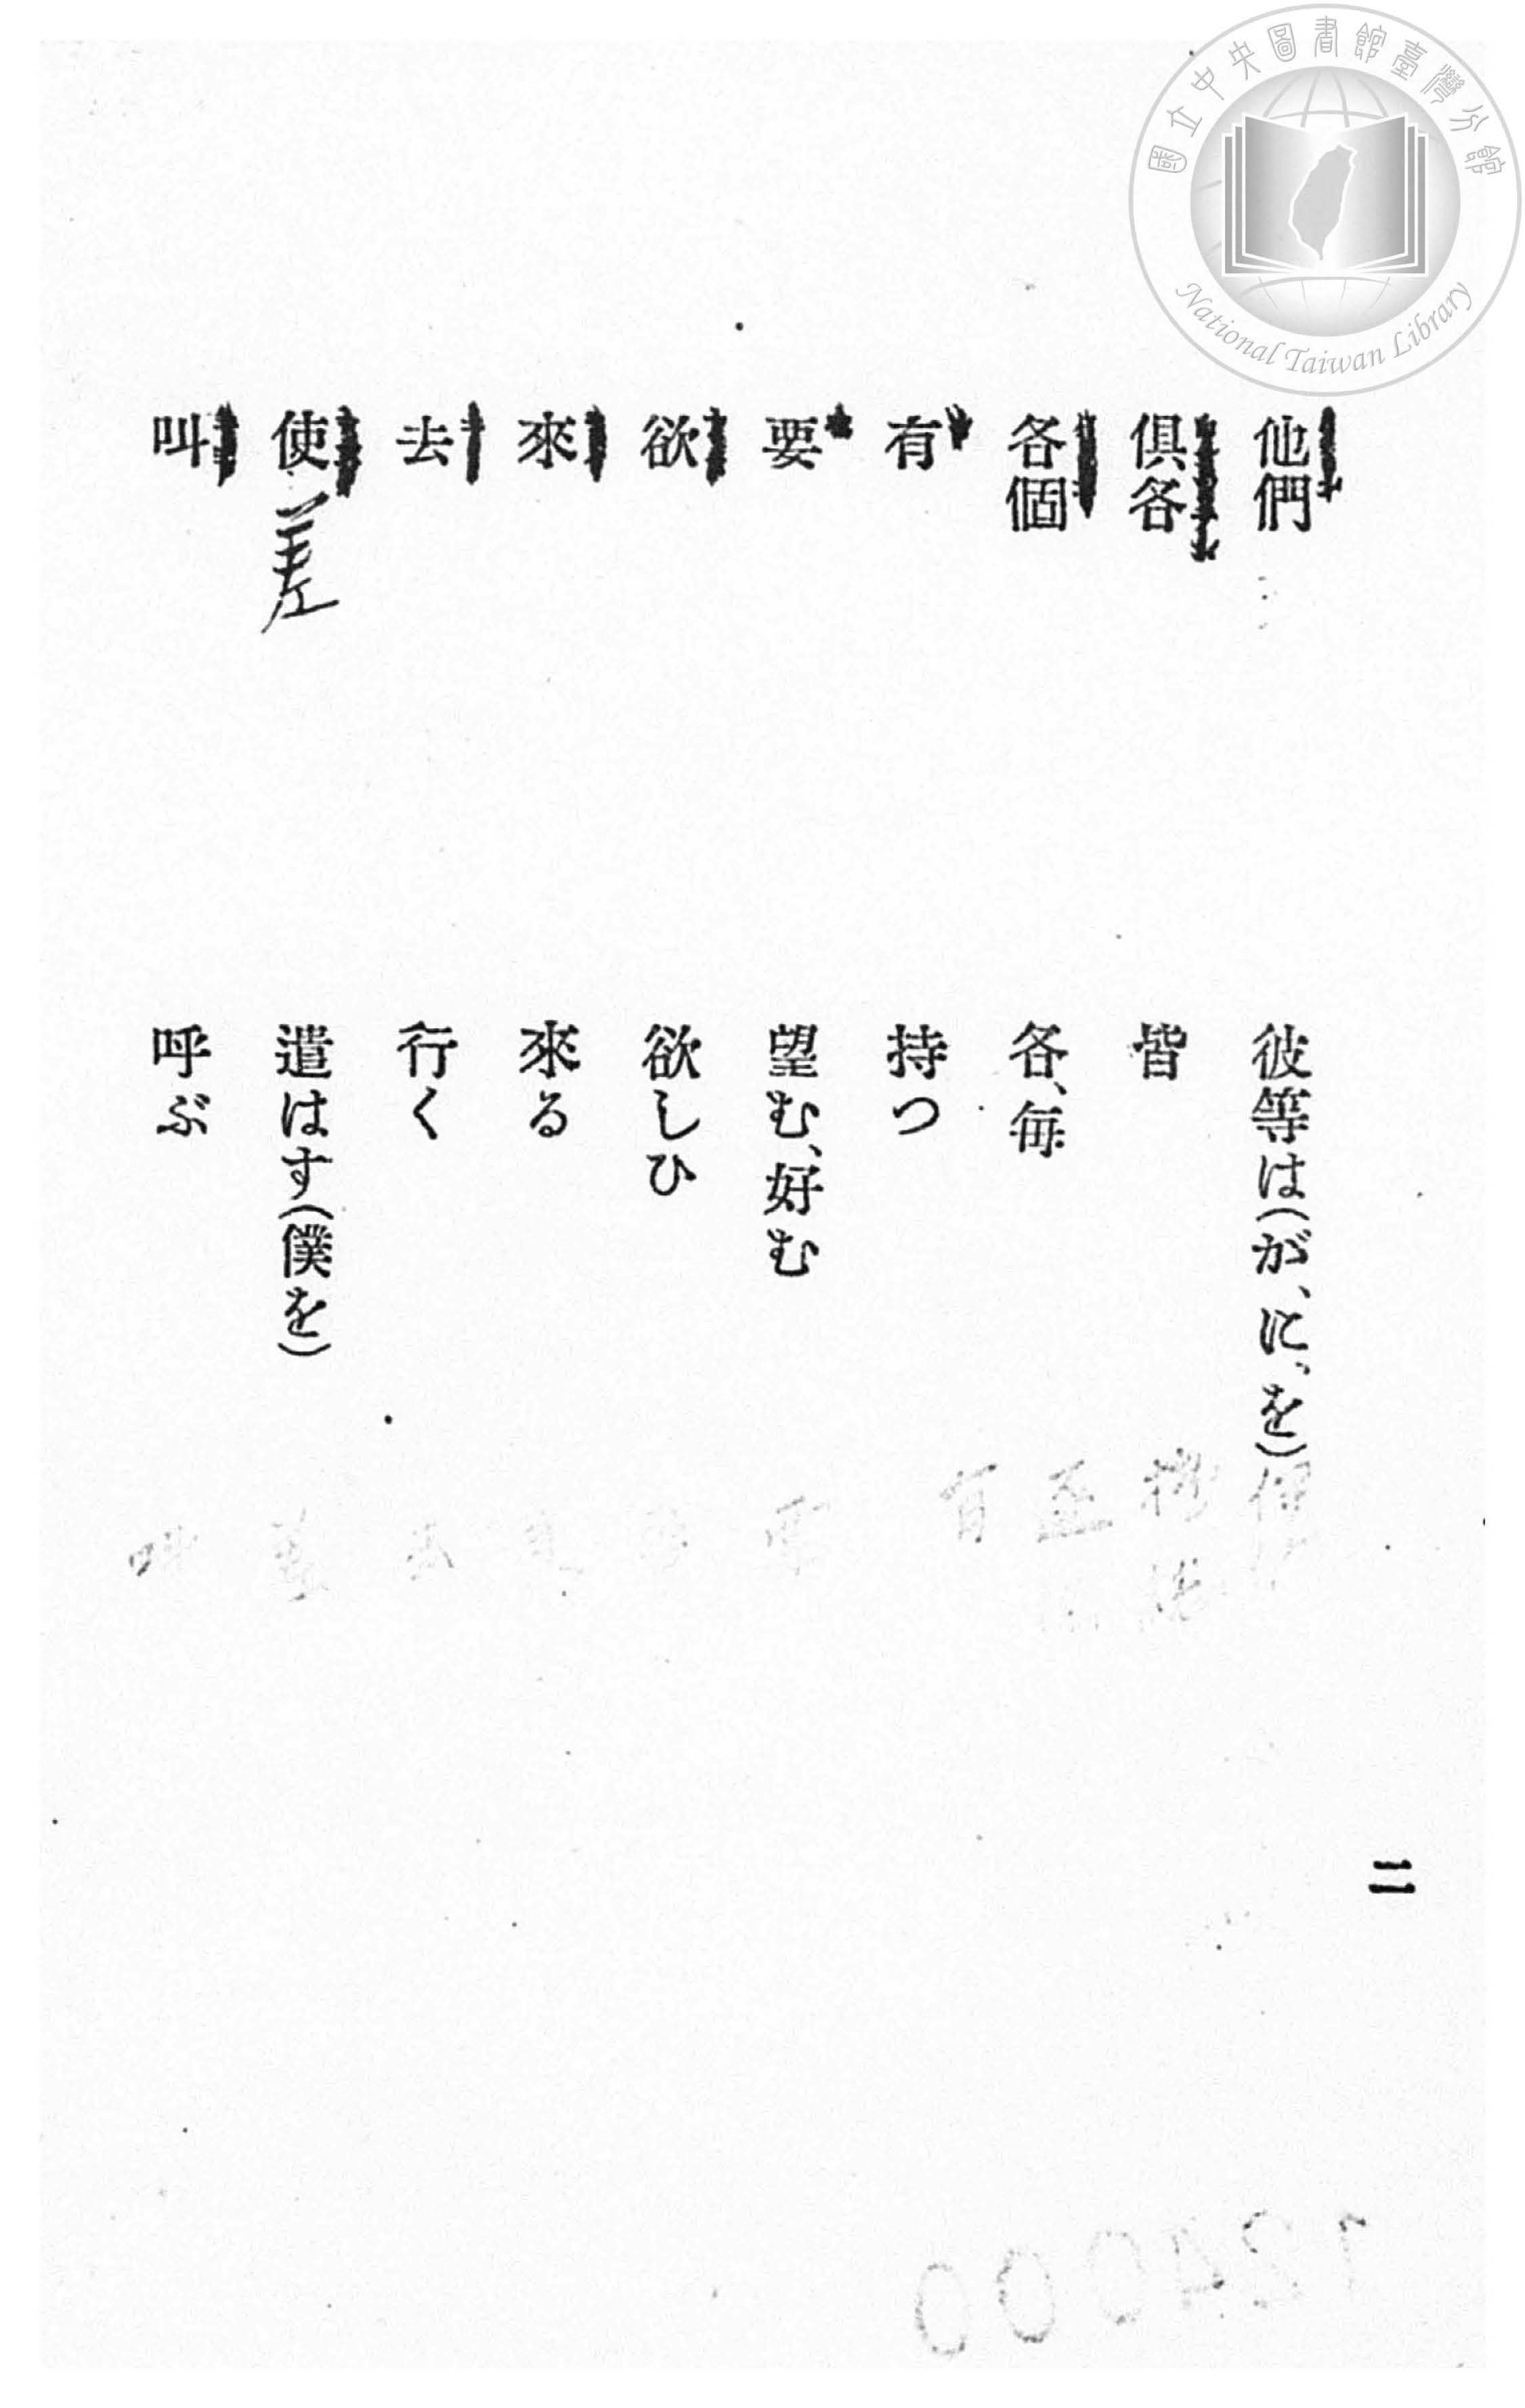 國立中央圖書館臺灣分館
National Taiwan Library
二
他們 彼等は(が、に、を)
俱各 皆
各個 各、每
有 持つ
要 望む、好む
欲 欲しひ
來 來る
去 行く
使 差 遣はす(僕を)
叫 呼ぶ